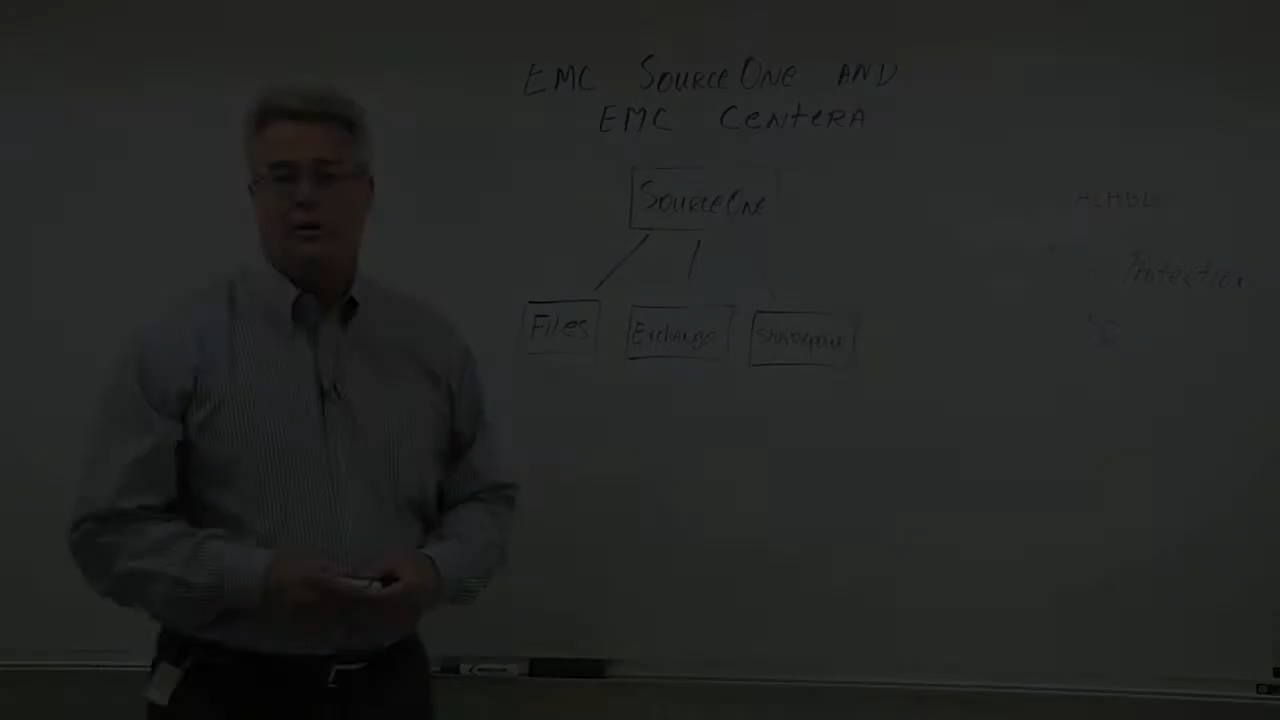 EMC SourceOne AND
EMC CENtERA
SourceOne
Files
Exchange
Sharepoint
Protection